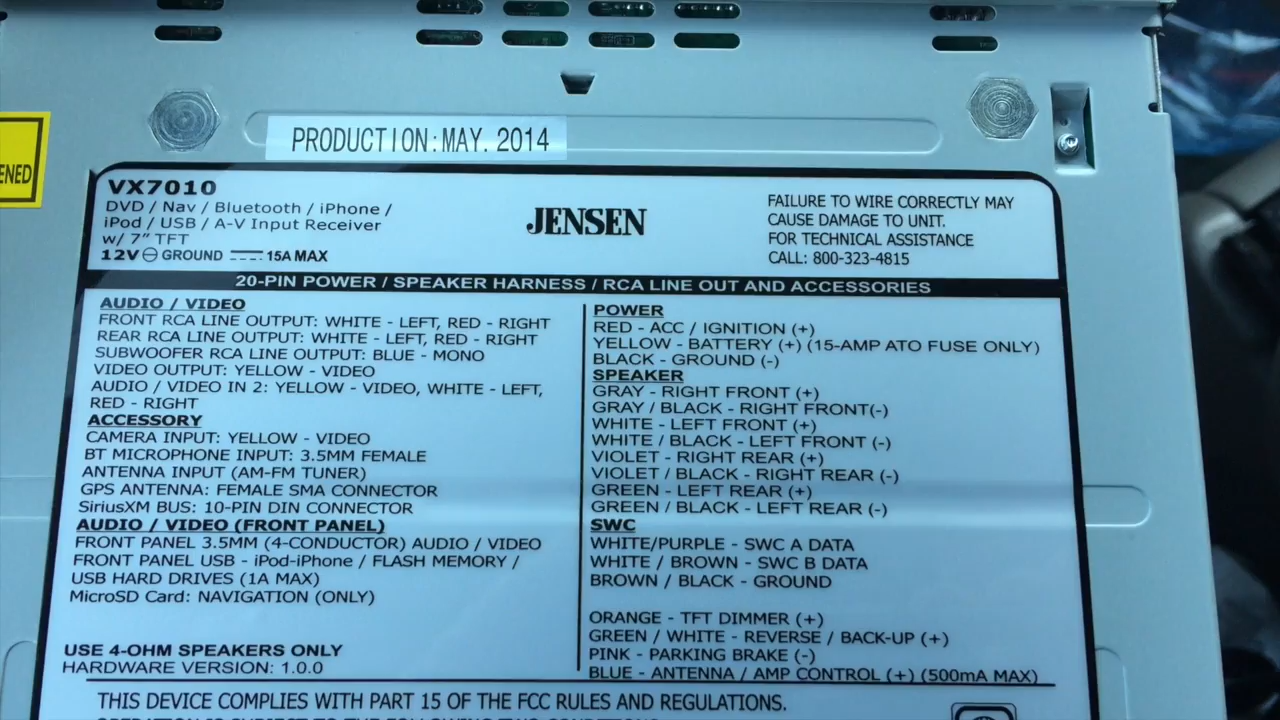 PRODUCTION:MAY. 2014
ENED
VX7010
DVD / Nav / Bluetooth / iPhone /
iPod / USB / A-V Input Receiver
w/ 7" TFT
12V GROUND 15A MAX
JENSEN
FAILURE TO WIRE CORRECTLY MAY
CAUSE DAMAGE TO UNIT.
FOR TECHNICAL ASSISTANCE
CALL: 800-323-4815
20-PIN POWER / SPEAKER HARNESS / RCA LINE OUT AND ACCESSORIES
AUDIO / VIDEO
FRONT RCA LINE OUTPUT: WHITE - LEFT, RED - RIGHT
REAR RCA LINE OUTPUT: WHITE - LEFT, RED - RIGHT
SUBWOOFER RCA LINE OUTPUT: BLUE - MONO
VIDEO OUTPUT: YELLOW - VIDEO
AUDIO / VIDEO IN 2: YELLOW - VIDEO, WHITE - LEFT,
RED - RIGHT
ACCESSORY
CAMERA INPUT: YELLOW - VIDEO
BT MICROPHONE INPUT: 3.5MM FEMALE
ANTENNA INPUT (AM-FM TUNER)
GPS ANTENNA: FEMALE SMA CONNECTOR
SiriusXM BUS: 10-PIN DIN CONNECTOR
AUDIO / VIDEO (FRONT PANEL)
FRONT PANEL 3.5MM (4-CONDUCTOR) AUDIO / VIDEO
FRONT PANEL USB - iPod-iPhone / FLASH MEMORY /
USB HARD DRIVES (1A MAX)
MicroSD Card: NAVIGATION (ONLY)
USE 4-OHM SPEAKERS ONLY
HARDWARE VERSION: 1.0.0
POWER
RED - ACC / IGNITION (+)
YELLOW - BATTERY (+) (15-AMP ATO FUSE ONLY)
BLACK - GROUND (-)
SPEAKER
GRAY - RIGHT FRONT (+)
GRAY / BLACK - RIGHT FRONT(-)
WHITE - LEFT FRONT (+)
WHITE / BLACK - LEFT FRONT (-)
VIOLET - RIGHT REAR (+)
VIOLET / BLACK - RIGHT REAR (-)
GREEN - LEFT REAR (+)
GREEN / BLACK - LEFT REAR (-)
SWC
WHITE/PURPLE - SWC A DATA
WHITE / BROWN - SWC B DATA
BROWN / BLACK - GROUND
ORANGE - TFT DIMMER (+)
GREEN / WHITE - REVERSE / BACK-UP (+)
PINK - PARKING BRAKE (-)
BLUE - ANTENNA / AMP CONTROL (+) (500mA MAX)
THIS DEVICE COMPLIES WITH PART 15 OF THE FCC RULES AND REGULATIONS.